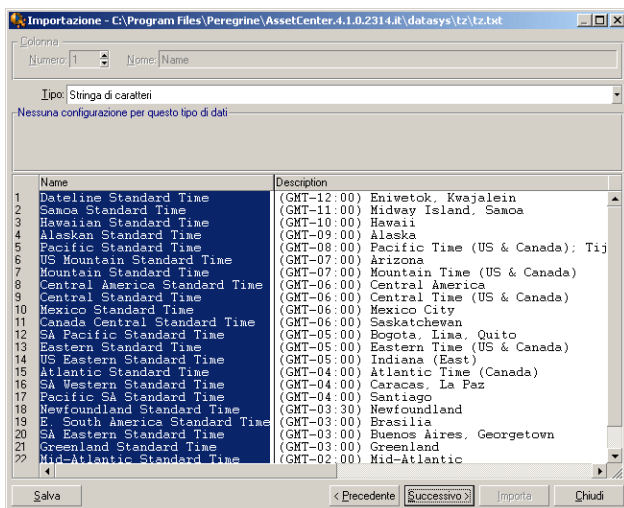 Importazione - C:\Program Files\Peregrine\AssetCenter.4.1.0.2314.it\datasys\tz\tz.txt
Colonna
Numero: 1 Nome: Name
Tipo: Stringa di caratteri
Nessuna configurazione per questo tipo di dati
Name Description
1 Dateline Standard Time (GMT-12:00) Eniwetok, Kwajalein
2 Samoa Standard Time (GMT-11:00) Midway Island, Samoa
3 Hawaiian Standard Time (GMT-10:00) Hawaii
4 Alaskan Standard Time (GMT-09:00) Alaska
5 Pacific Standard Time (GMT-08:00) Pacific Time (US & Canada); Tij
6 US Mountain Standard Time (GMT-07:00) Arizona
7 Mountain Standard Time (GMT-07:00) Mountain Time (US & Canada)
8 Central America Standard Time (GMT-06:00) Central America
9 Central Standard Time (GMT-06:00) Central Time (US & Canada)
10 Mexico Standard Time (GMT-06:00) Mexico City
11 Canada Central Standard Time (GMT-06:00) Saskatchewan
12 SA Pacific Standard Time (GMT-05:00) Bogota, Lima, Quito
13 Eastern Standard Time (GMT-05:00) Eastern Time (US & Canada)
14 US Eastern Standard Time (GMT-05:00) Indiana (East)
15 Atlantic Standard Time (GMT-04:00) Atlantic Time (Canada)
16 SA Western Standard Time (GMT-04:00) Caracas, La Paz
17 Pacific SA Standard Time (GMT-04:00) Santiago
18 Newfoundland Standard Time (GMT-03:30) Newfoundland
19 E. South America Standard Time (GMT-03:00) Brasilia
20 SA Eastern Standard Time (GMT-03:00) Buenos Aires, Georgetown
21 Greenland Standard Time (GMT-03:00) Greenland
22 Mid-Atlantic Standard Time (GMT-02:00) Mid-Atlantic
Salva < Precedente Successivo > Importa Chiudi